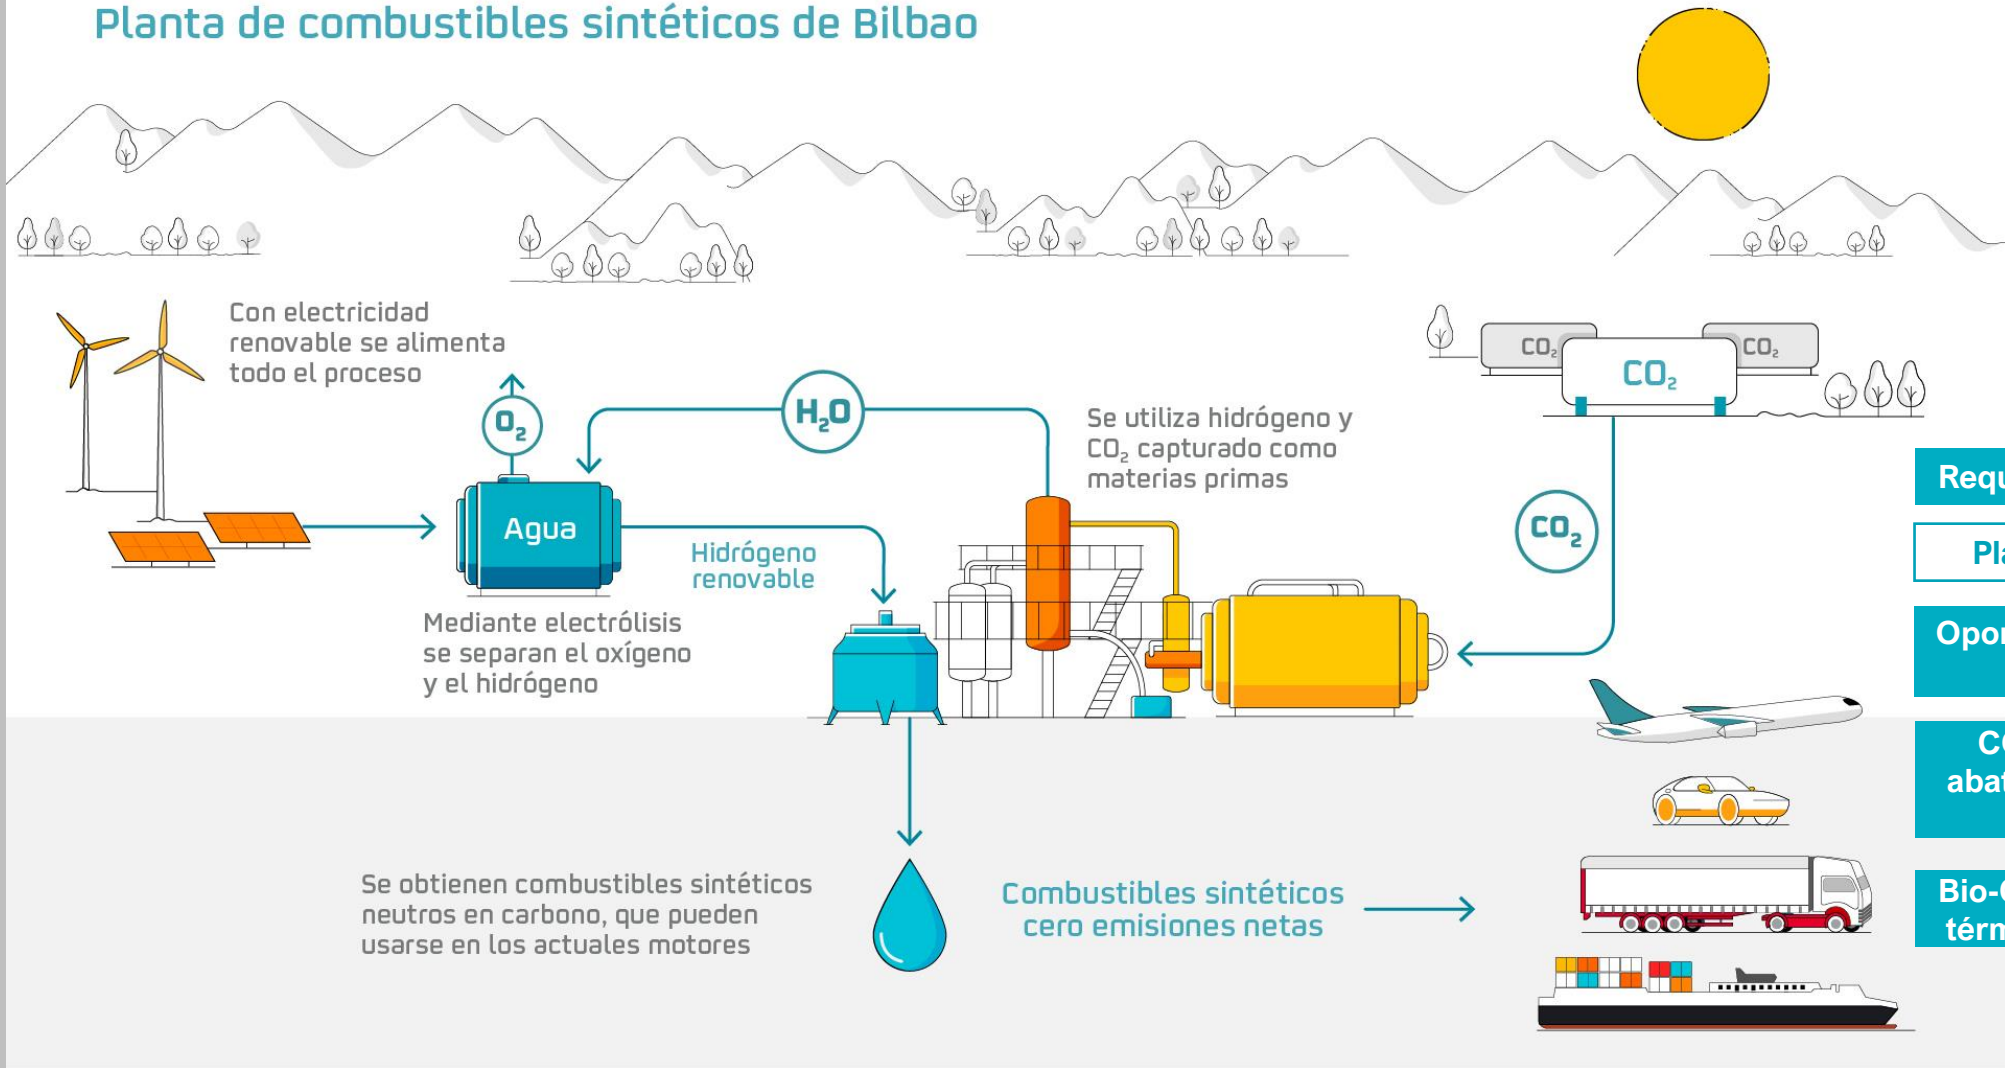 Planta de combustibles sintéticos de Bilbao
Con electricidad
renovable se alimenta
todo el proceso
O₂
H₂O
Agua
Hidrógeno
renovable
Mediante electrólisis
se separan el oxígeno
y el hidrógeno
Se utiliza hidrógeno y
CO₂ capturado como
materias primas
CO₂
CO₂
CO₂
CO₂
Se obtienen combustibles sintéticos
neutros en carbono, que pueden
usarse en los actuales motores
Combustibles sintéticos
cero emisiones netas